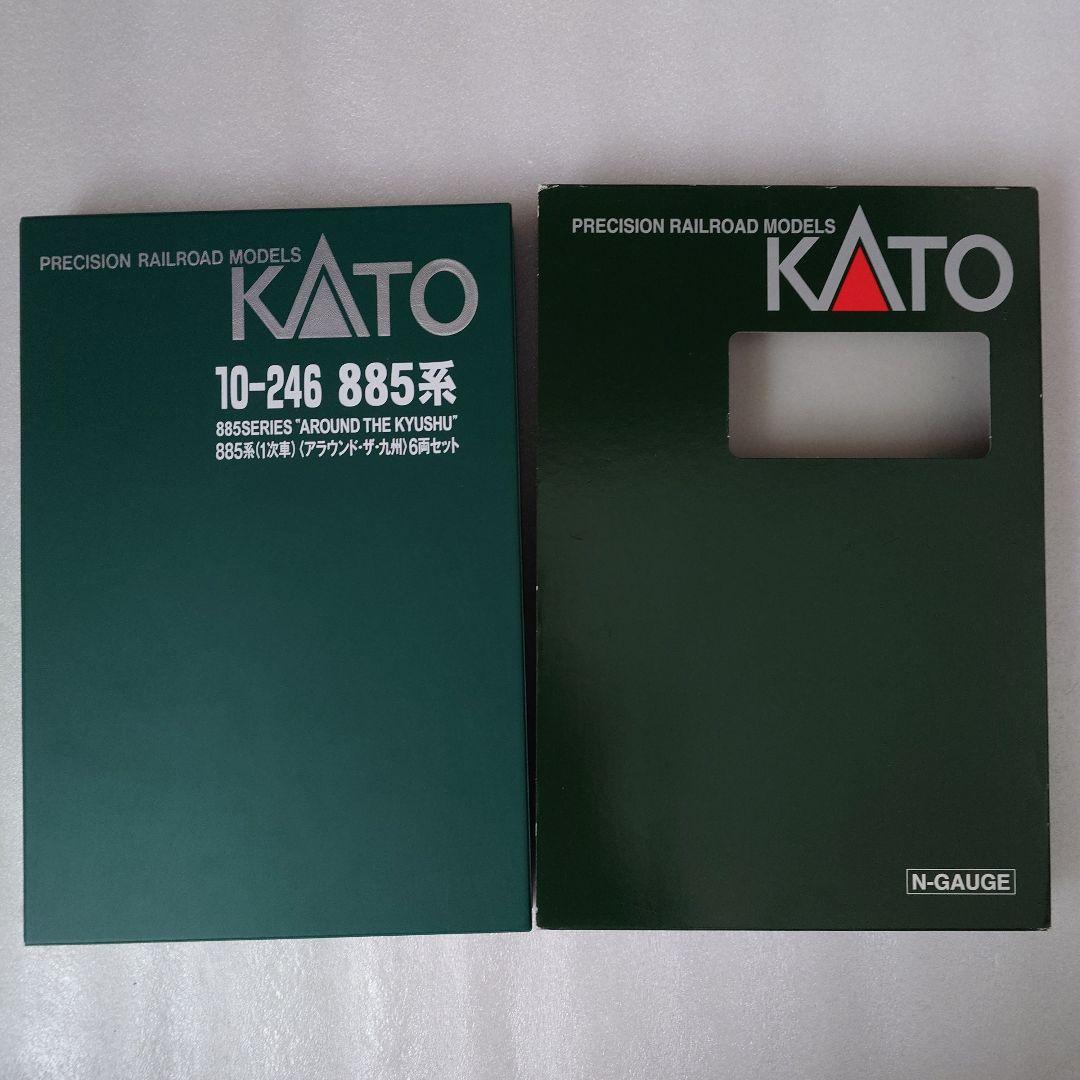 PRECISION RAILROAD MODELS
KATO
10-246 885系
885SERIES "AROUND THE KYUSHU"
885系(1次車)〈アラウンド・ザ・九州〉6両セット
PRECISION RAILROAD MODELS
KATO
N-GAUGE